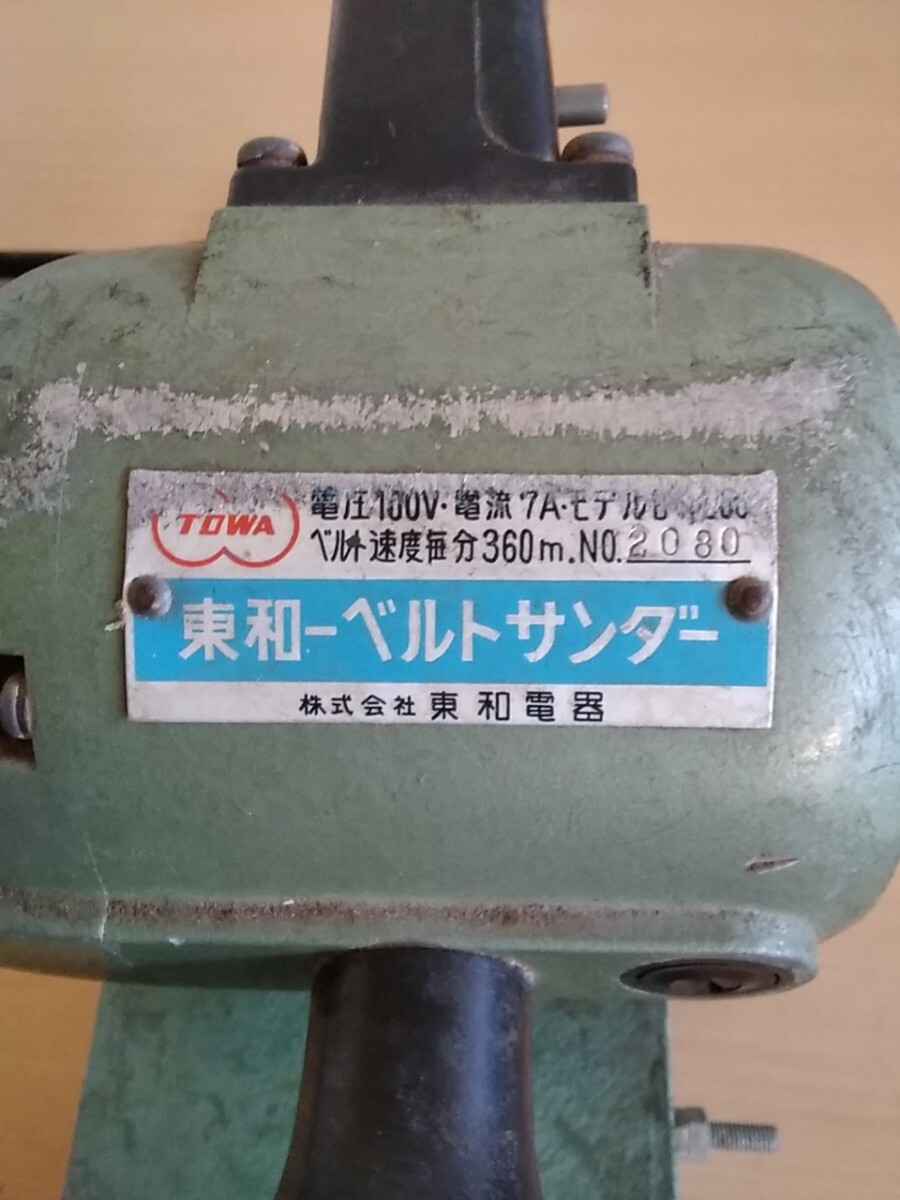 TOWA
電圧100V・電流7A・モデル
ベルト速度毎分360m.NO.2080
東和ーベルトサンダー
株式会社 東和電器